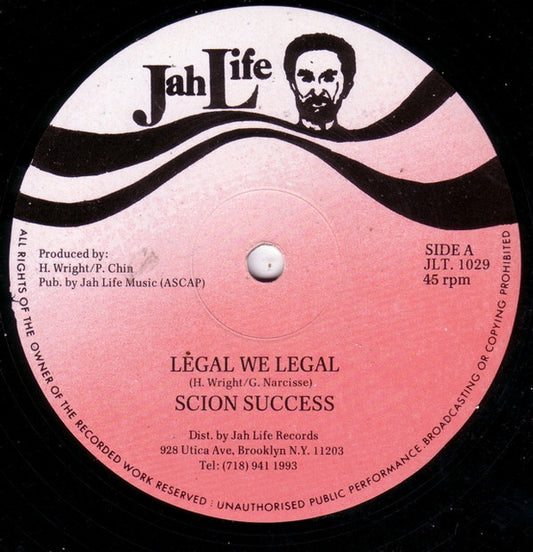 Jah Life
Produced by:
H. Wright/P. Chin
Pub. by Jah Life Music (ASCAP)
SIDE A
JLT. 1029
45 rpm
LEGAL WE LEGAL
(H. Wright/G. Narcisse)
SCION SUCCESS
Dist. by Jah Life Records
928 Utica Ave, Brooklyn N.Y. 11203
Tel: (718) 941 1993
ALL RIGHTS OF THE OWNER OF THE RECORDED WORK RESERVED : UNAUTHORISED PUBLIC PERFORMANCE, BROADCASTING OR COPYING PROHIBITED